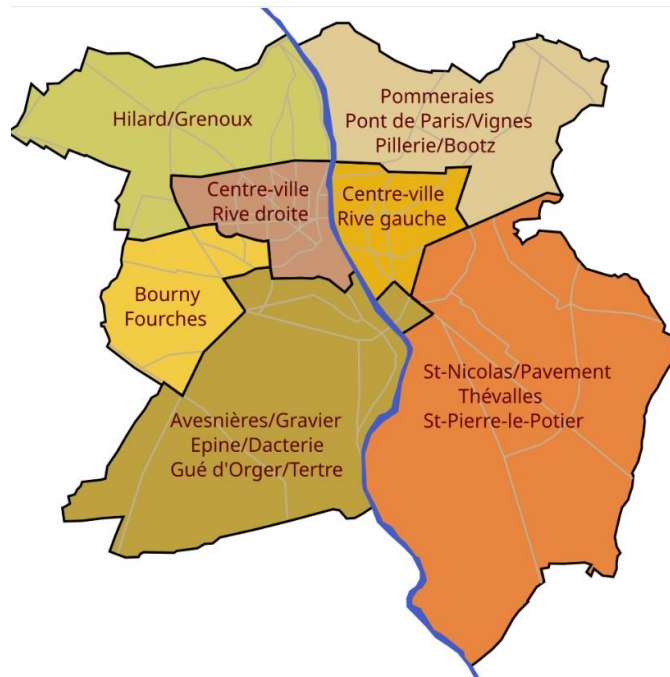 Hilard/Grenoux
Pommeraies
Pont de Paris/Vignes
Pillerie/Bootz
Centre-ville
Rive droite
Centre-ville
Rive gauche
Bourny
Fourches
St-Nicolas/Pavement
Thévalles
St-Pierre-le-Potier
Avesnières/Gravier
Epine/Dacterie
Gué d'Orger/Tertre